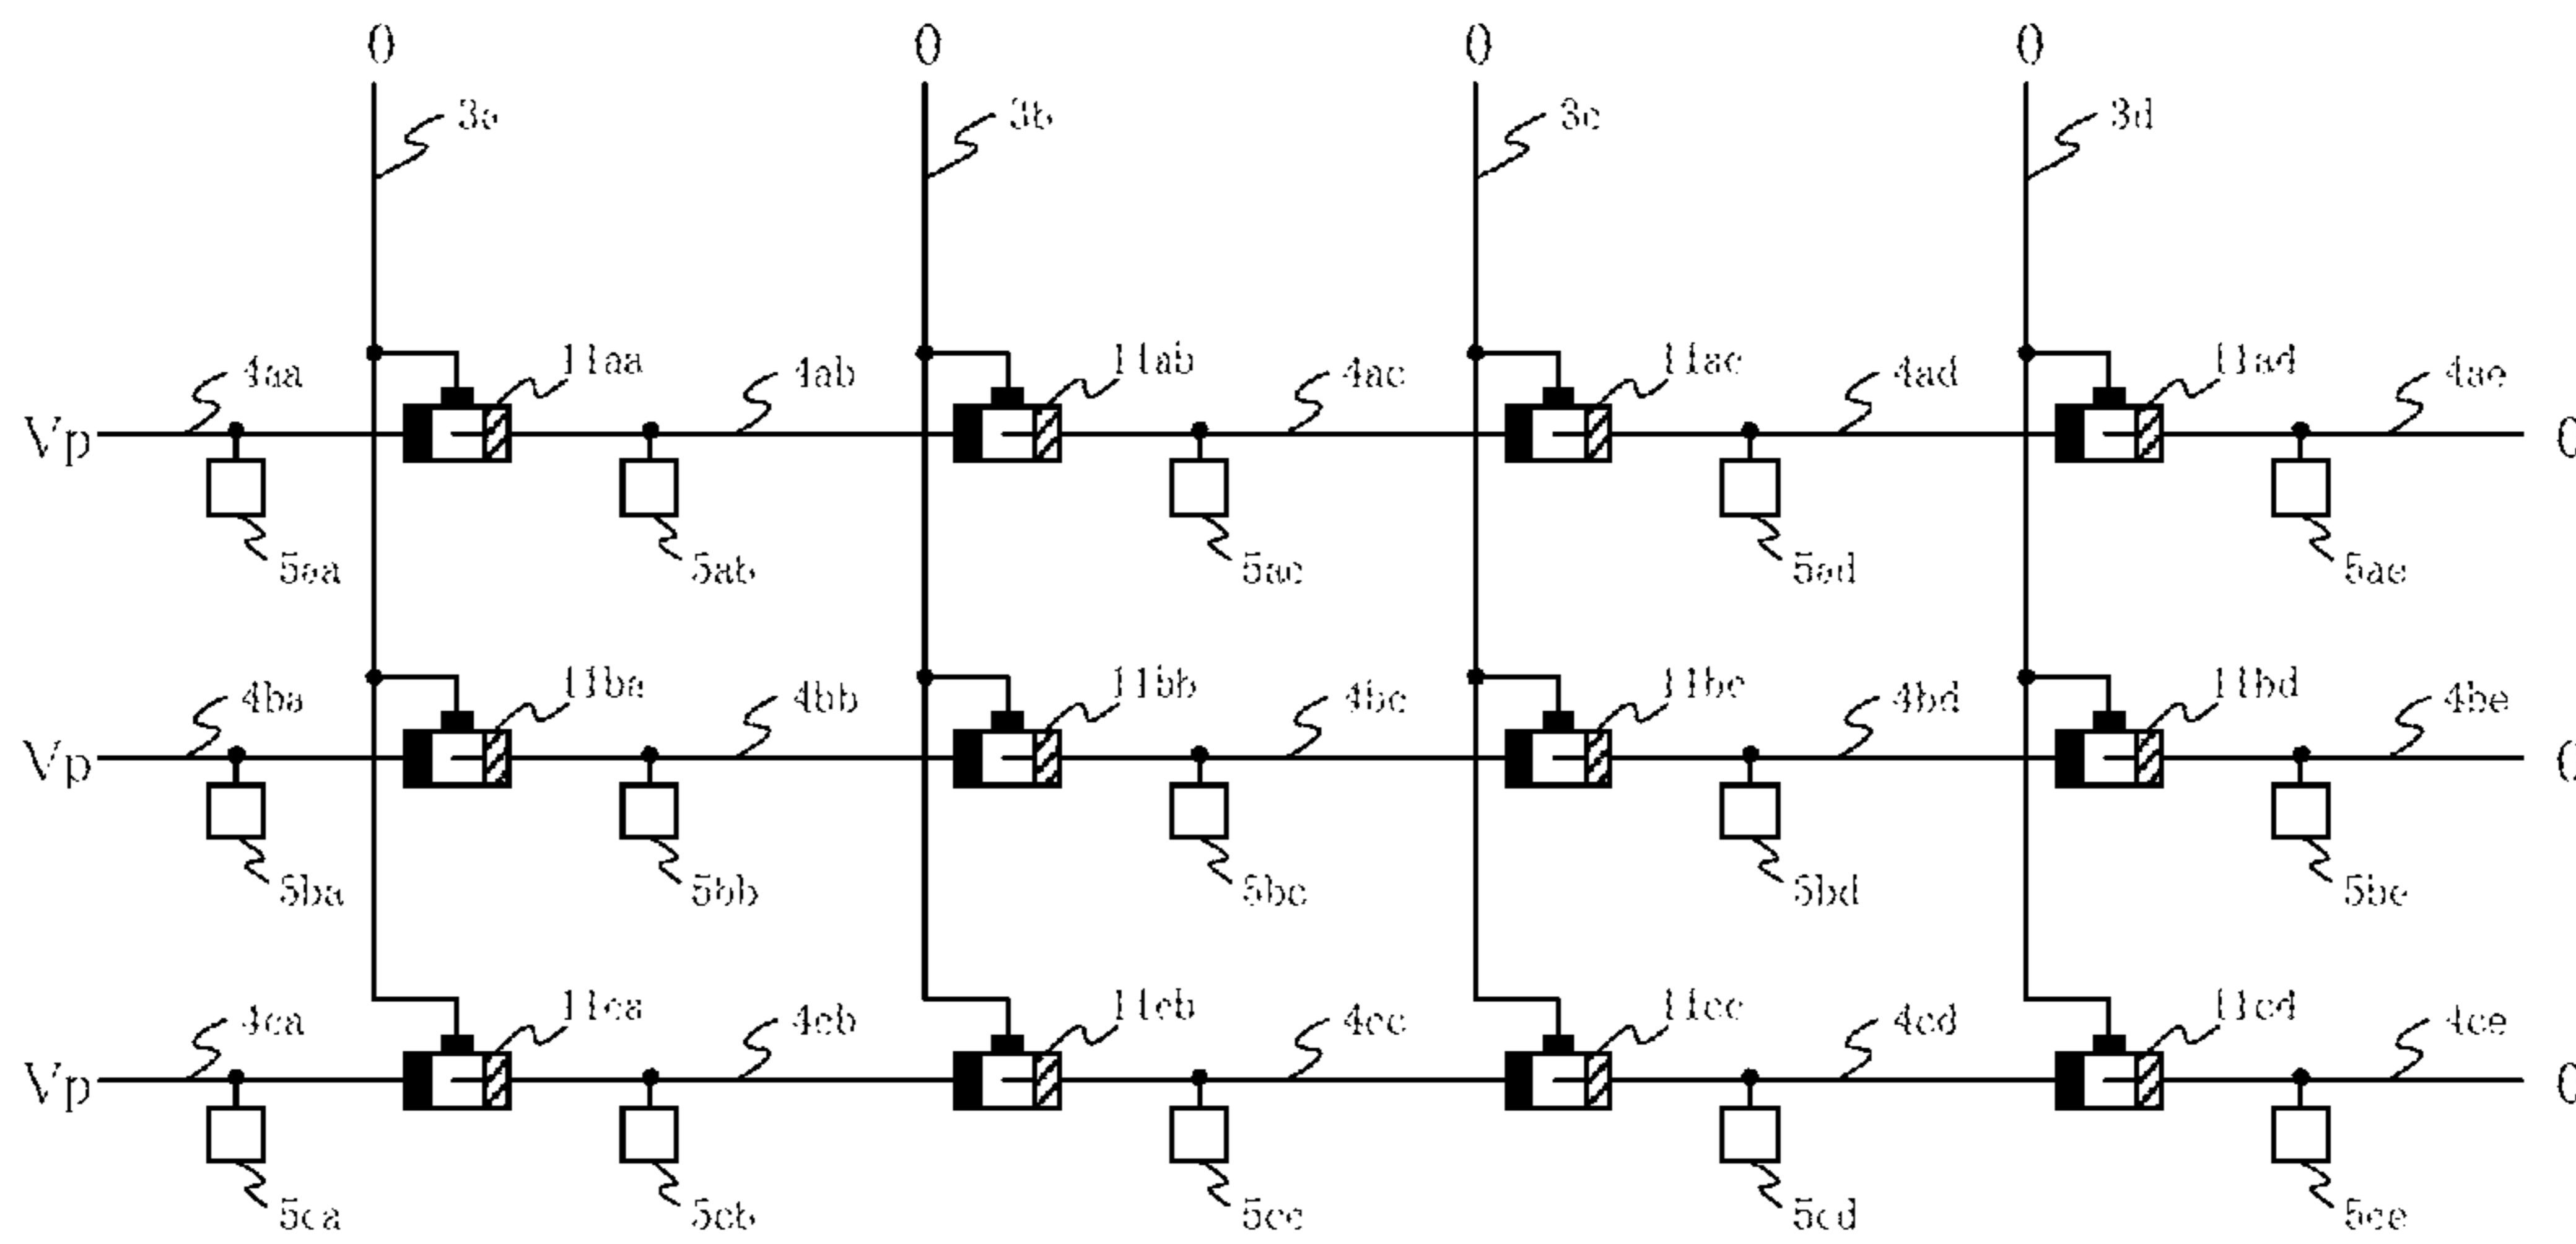 0 0 0 0
3a 3b 3c 3d
11aa 11ab 11ac 11ad
4aa 4ab 4ac 4ad 4ae
Vp 0
5aa 5ab 5ac 5ad 5ae
11ba 11bb 11bc 11bd
4ba 4bb 4bc 4bd 4be
Vp 0
5ba 5bb 5bc 5bd 5be
11ca 11cb 11cc 11cd
4ca 4cb 4cc 4cd 4ce
Vp 0
5ca 5cb 5cc 5cd 5ce